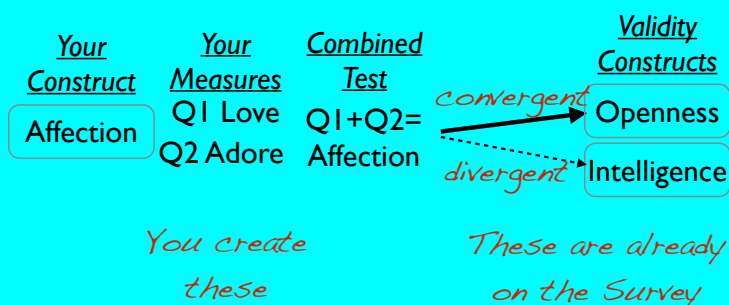 Your
Construct
Affection
Your
Measures
Q1 Love
Q2 Adore
Combined
Test
Q1+Q2=
Affection
convergent
divergent
Validity
Constructs
Openness
Intelligence
You create
these
These are already
on the Survey